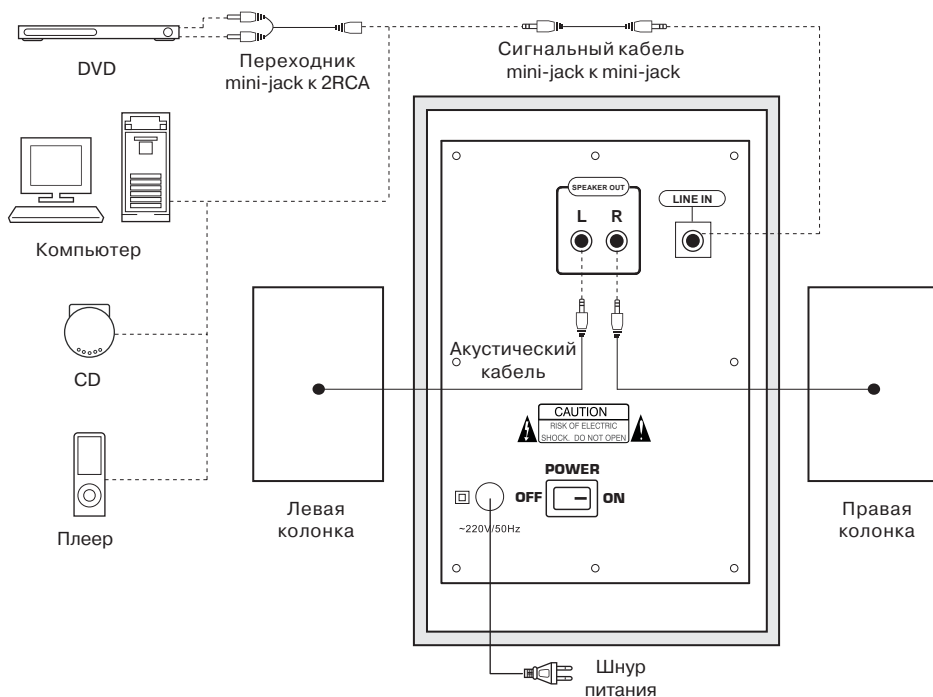 DVD
Переходник
mini-jack к 2RCA
Сигнальный кабель
mini-jack к mini-jack
Компьютер
SPEAKER OUT
L R
LINE IN
CD
Акустический
кабель
CAUTION
RISK OF ELECTRIC
SHOCK. DO NOT OPEN
POWER
OFF ON
~220V/50Hz
Плеер
Левая
колонка
Правая
колонка
Шнур
питания